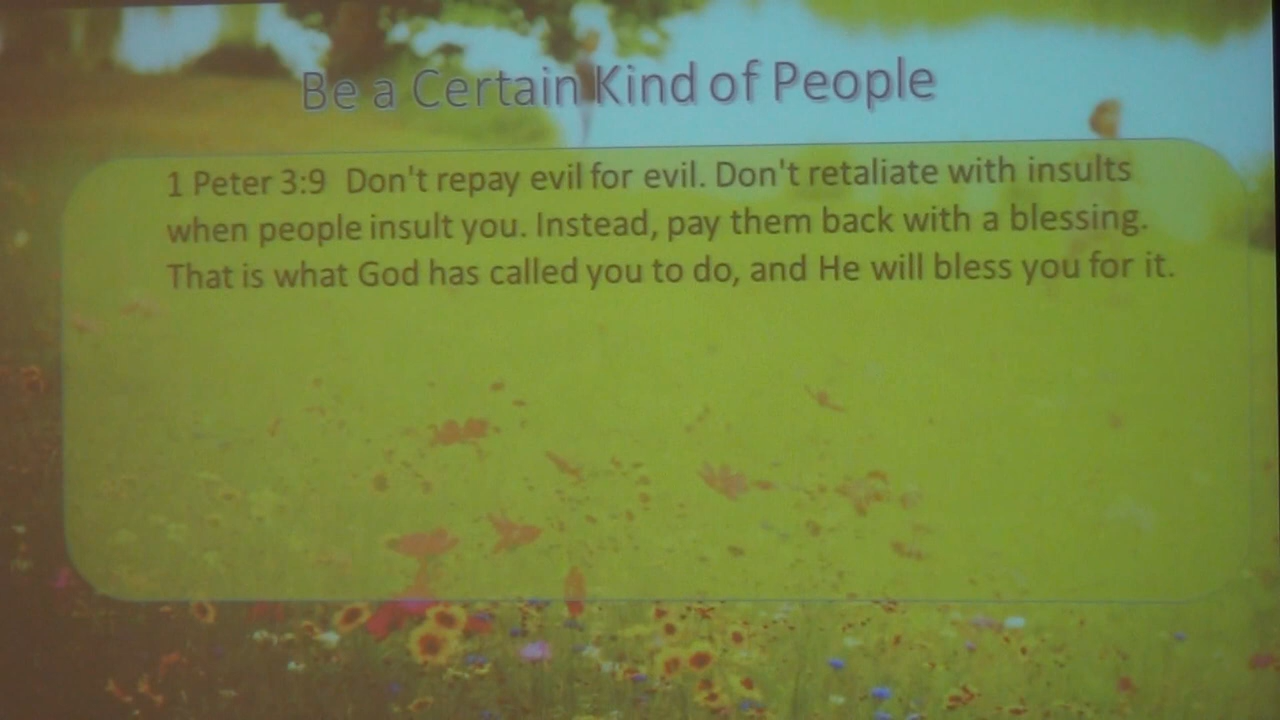 Be a Certain Kind of People
1 Peter 3:9 Don't repay evil for evil. Don't retaliate with insults
when people insult you. Instead, pay them back with a blessing.
That is what God has called you to do, and He will bless you for it.